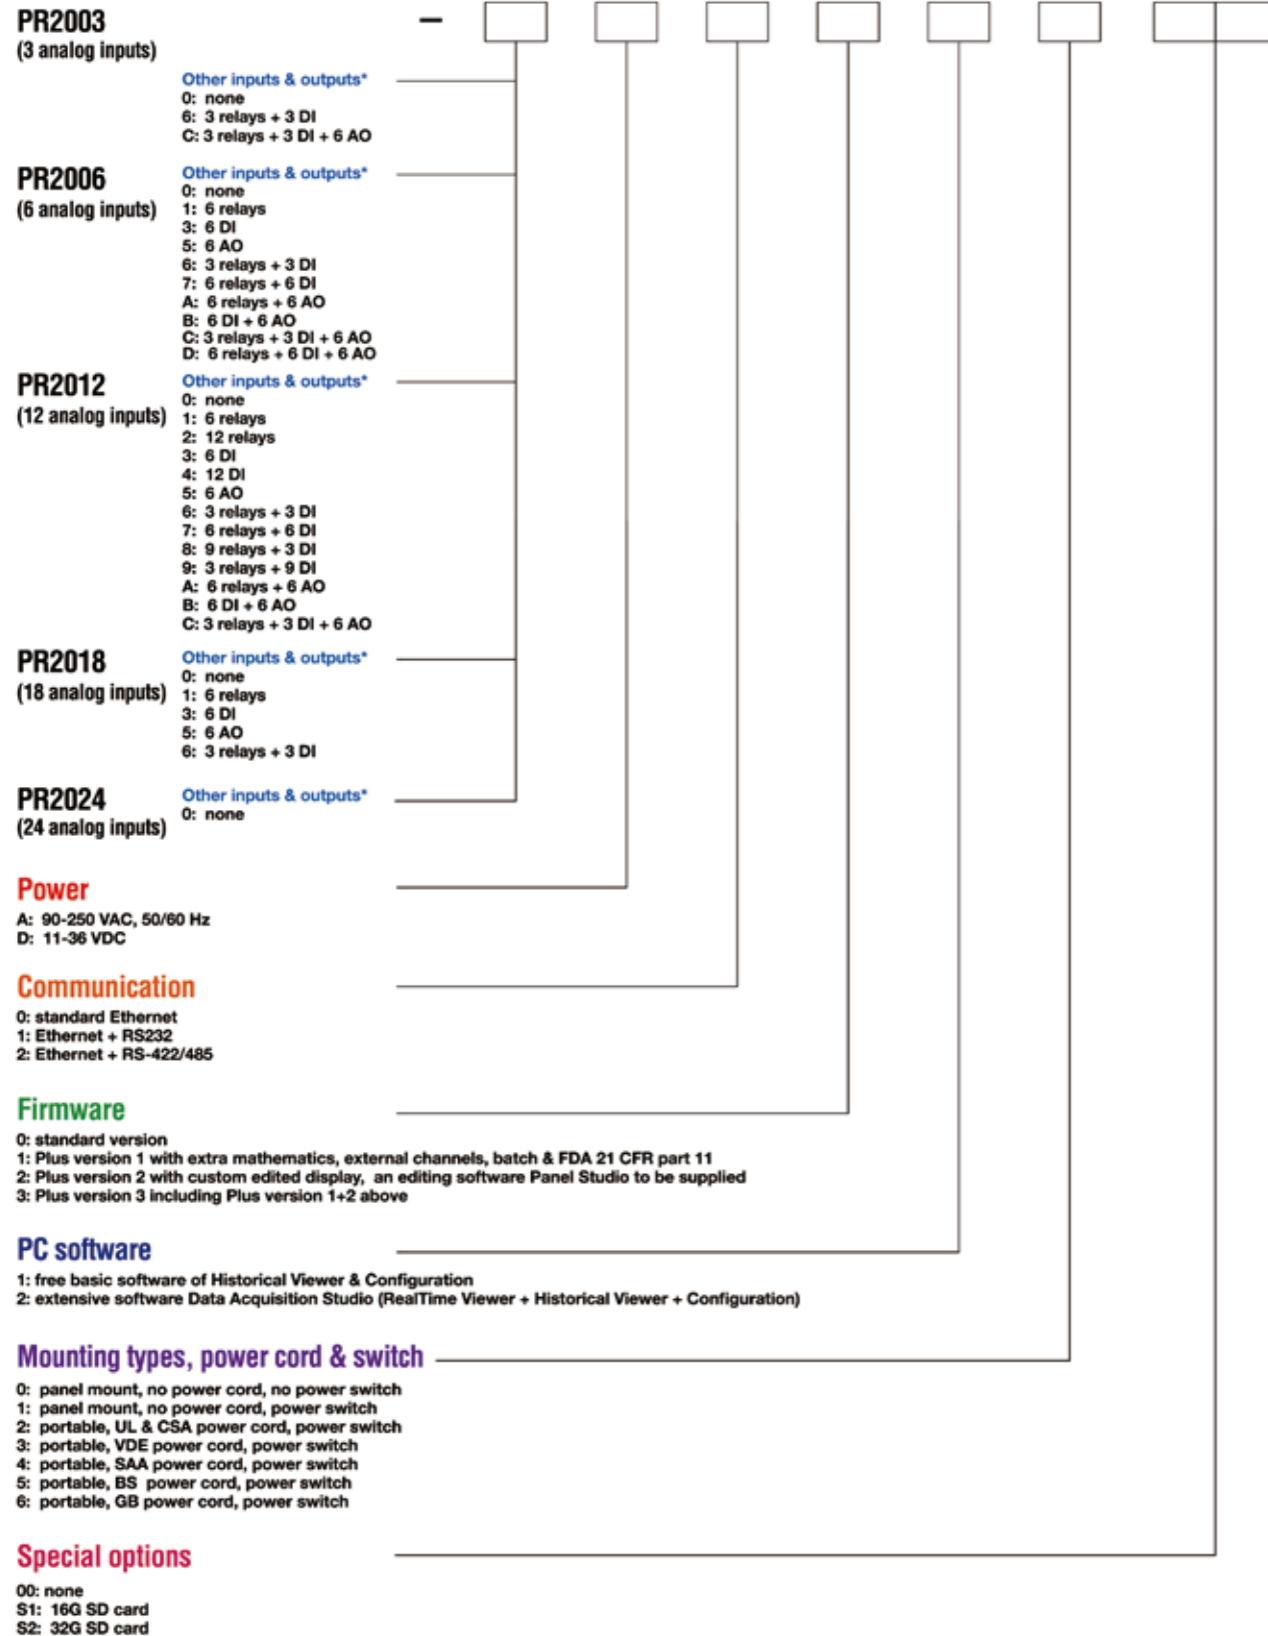 PR2003 –
(3 analog inputs)
Other inputs & outputs*
0: none
6: 3 relays + 3 DI
C: 3 relays + 3 DI + 6 AO
PR2006
(6 analog inputs)
Other inputs & outputs*
0: none
1: 6 relays
3: 6 DI
5: 6 AO
6: 3 relays + 3 DI
7: 6 relays + 6 DI
A: 6 relays + 6 AO
B: 6 DI + 6 AO
C: 3 relays + 3 DI + 6 AO
D: 6 relays + 6 DI + 6 AO
PR2012
(12 analog inputs)
Other inputs & outputs*
0: none
1: 6 relays
2: 12 relays
3: 6 DI
4: 12 DI
5: 6 AO
6: 3 relays + 3 DI
7: 6 relays + 6 DI
8: 9 relays + 3 DI
9: 3 relays + 9 DI
A: 6 relays + 6 AO
B: 6 DI + 6 AO
C: 3 relays + 3 DI + 6 AO
PR2018
(18 analog inputs)
Other inputs & outputs*
0: none
1: 6 relays
3: 6 DI
5: 6 AO
6: 3 relays + 3 DI
PR2024
(24 analog inputs)
Other inputs & outputs*
0: none
Power
A: 90-250 VAC, 50/60 Hz
D: 11-36 VDC
Communication
0: standard Ethernet
1: Ethernet + RS232
2: Ethernet + RS-422/485
Firmware
0: standard version
1: Plus version 1 with extra mathematics, external channels, batch & FDA 21 CFR part 11
2: Plus version 2 with custom edited display, an editing software Panel Studio to be supplied
3: Plus version 3 including Plus version 1+2 above
PC software
1: free basic software of Historical Viewer & Configuration
2: extensive software Data Acquisition Studio (RealTime Viewer + Historical Viewer + Configuration)
Mounting types, power cord & switch
0: panel mount, no power cord, no power switch
1: panel mount, no power cord, power switch
2: portable, UL & CSA power cord, power switch
3: portable, VDE power cord, power switch
4: portable, SAA power cord, power switch
5: portable, BS power cord, power switch
6: portable, GB power cord, power switch
Special options
00: none
S1: 16G SD card
S2: 32G SD card